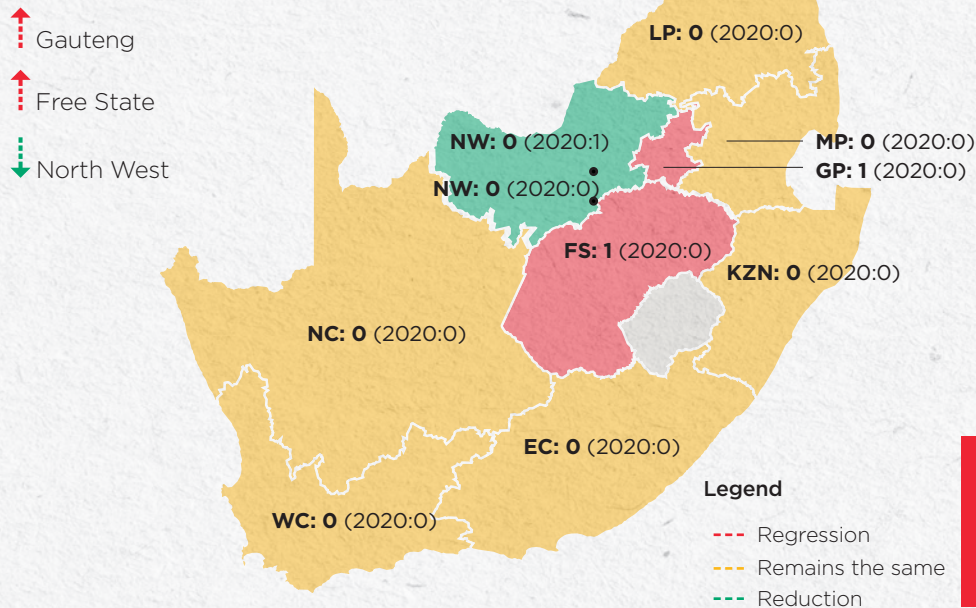 Gauteng
Free State
North West
LP: 0 (2020:0)
NW: 0 (2020:1)
MP: 0 (2020:0)
GP: 1 (2020:0)
NW: 0 (2020:0)
FS: 1 (2020:0)
KZN: 0 (2020:0)
NC: 0 (2020:0)
EC: 0 (2020:0)
WC: 0 (2020:0)
Legend
Regression
Remains the same
Reduction